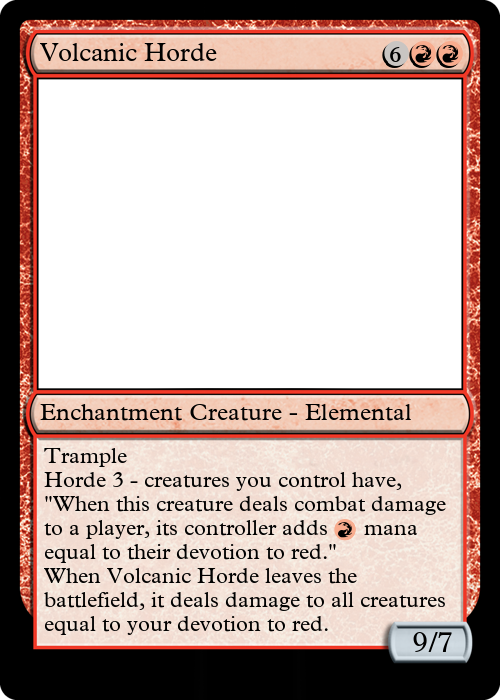 Volcanic Horde 6
Enchantment Creature - Elemental
Trample
Horde 3 - creatures you control have,
"When this creature deals combat damage
to a player, its controller adds mana
equal to their devotion to red."
When Volcanic Horde leaves the
battlefield, it deals damage to all creatures
equal to your devotion to red.
9/7